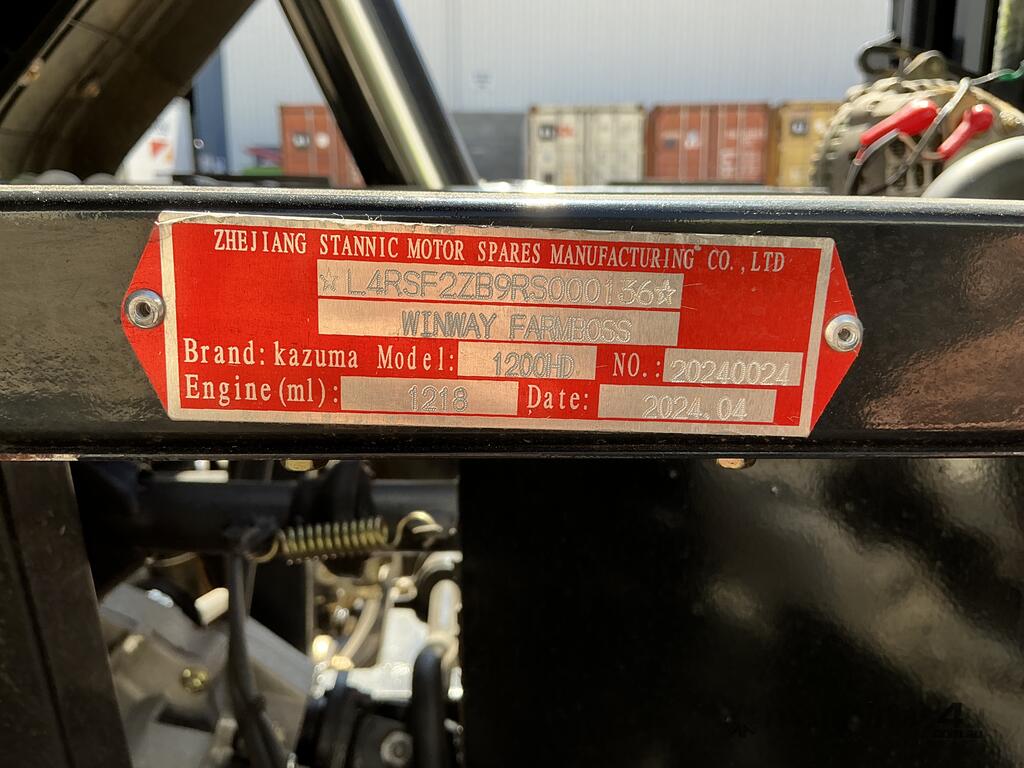 ZHEJIANG STANNIC MOTOR SPARES MANUFACTURING CO.,LTD
☆L4RSF2ZB9RS000136☆
WINWAY FARMBOSS
Brand: kazuma Model: 1200HD NO.: 20240024
Engine(ml): 1218 Date: 2024.04